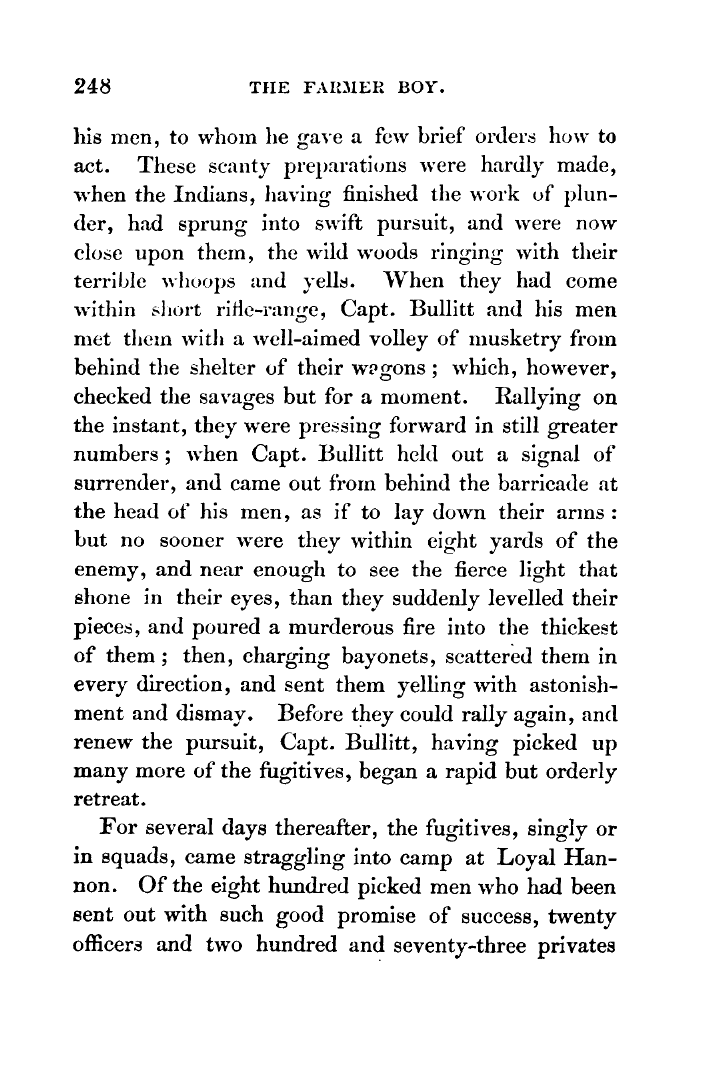 248 THE FARMER BOY.
his men, to whom he gave a few brief orders how to
act. These scanty preparations were hardly made,
when the Indians, having finished the work of plun-
der, had sprung into swift pursuit, and were now
close upon them, the wild woods ringing with their
terrible whoops and yells. When they had come
within short rifle-range, Capt. Bullitt and his men
met them with a well-aimed volley of musketry from
behind the shelter of their wagons ; which, however,
checked the savages but for a moment. Rallying on
the instant, they were pressing forward in still greater
numbers ; when Capt. Bullitt held out a signal of
surrender, and came out from behind the barricade at
the head of his men, as if to lay down their arms :
but no sooner were they within eight yards of the
enemy, and near enough to see the fierce light that
shone in their eyes, than they suddenly levelled their
pieces, and poured a murderous fire into the thickest
of them ; then, charging bayonets, scattered them in
every direction, and sent them yelling with astonish-
ment and dismay. Before they could rally again, and
renew the pursuit, Capt. Bullitt, having picked up
many more of the fugitives, began a rapid but orderly
retreat.
For several days thereafter, the fugitives, singly or
in squads, came straggling into camp at Loyal Han-
non. Of the eight hundred picked men who had been
sent out with such good promise of success, twenty
officers and two hundred and seventy-three privates